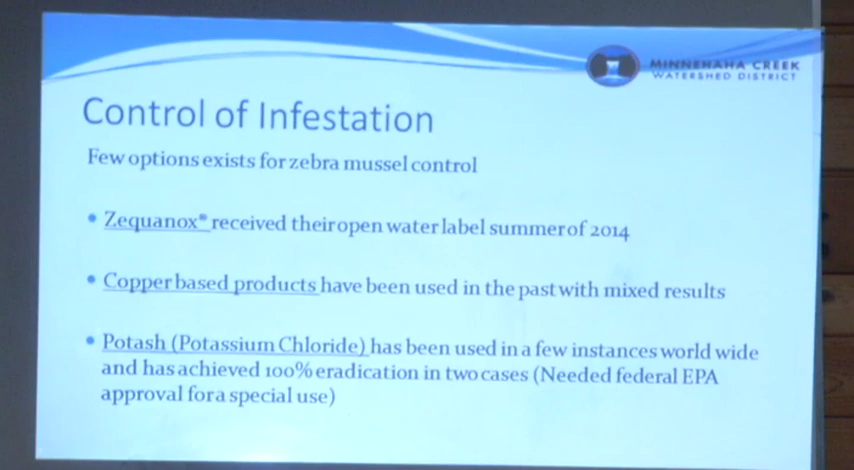 MINNEHAHA CREEK
WATERSHED DISTRICT
Control of Infestation
Few options exists for zebra mussel control
• Zequanox® received their open water label summer of 2014
• Copper based products have been used in the past with mixed results
• Potash (Potassium Chloride) has been used in a few instances world wide
and has achieved 100% eradication in two cases (Needed federal EPA
approval for a special use)